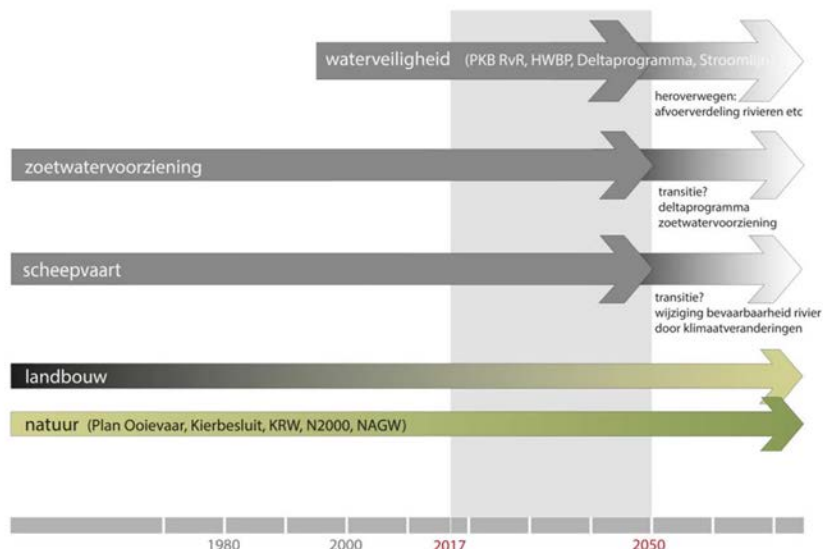 waterveiligheid (PKB RvR, HWBP, Deltaprogramma, Stroomlijn)
heroverwegen:
afvoerverdeling rivieren etc
zoetwatervoorziening
transitie?
deltaprogramma
zoetwatervoorziening
scheepvaart
transitie?
wijziging bevaarbaarheid rivier
door klimaatveranderingen
landbouw
natuur (Plan Ooievaar, Kierbesluit, KRW, N2000, NAGW)
1980 2000 2017 2050